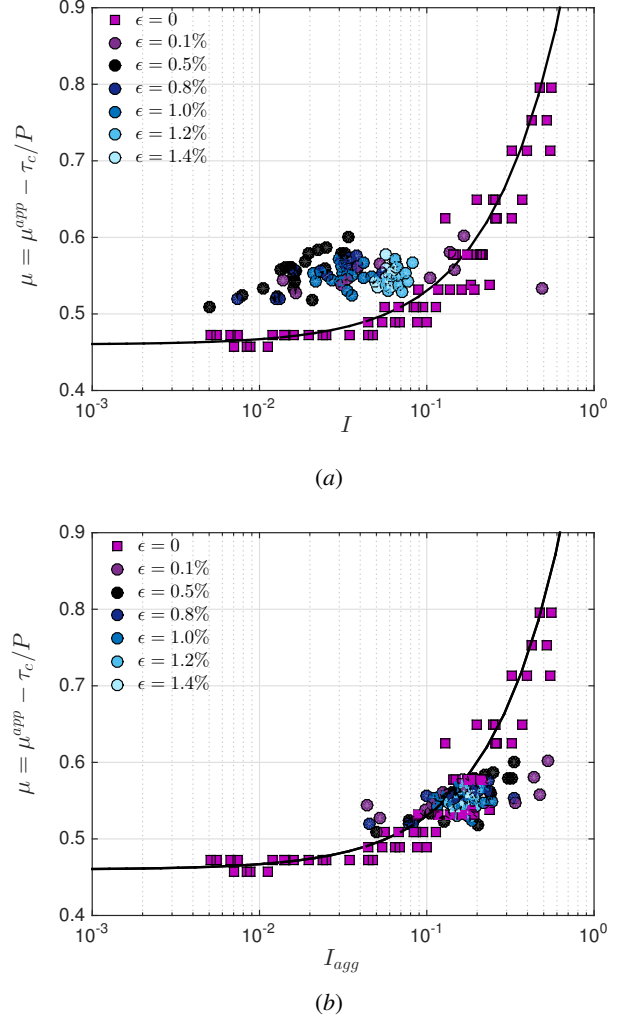 0.9
0.8
0.7
0.6
0.5
0.4
μ = μ^{app} − τ_c/P
ϵ = 0
ϵ = 0.1%
ϵ = 0.5%
ϵ = 0.8%
ϵ = 1.0%
ϵ = 1.2%
ϵ = 1.4%
10^{-3} 10^{-2} 10^{-1} 10^{0}
I
(a)
0.9
0.8
0.7
0.6
0.5
0.4
μ = μ^{app} − τ_c/P
ϵ = 0
ϵ = 0.1%
ϵ = 0.5%
ϵ = 0.8%
ϵ = 1.0%
ϵ = 1.2%
ϵ = 1.4%
10^{-3} 10^{-2} 10^{-1} 10^{0}
I_{agg}
(b)